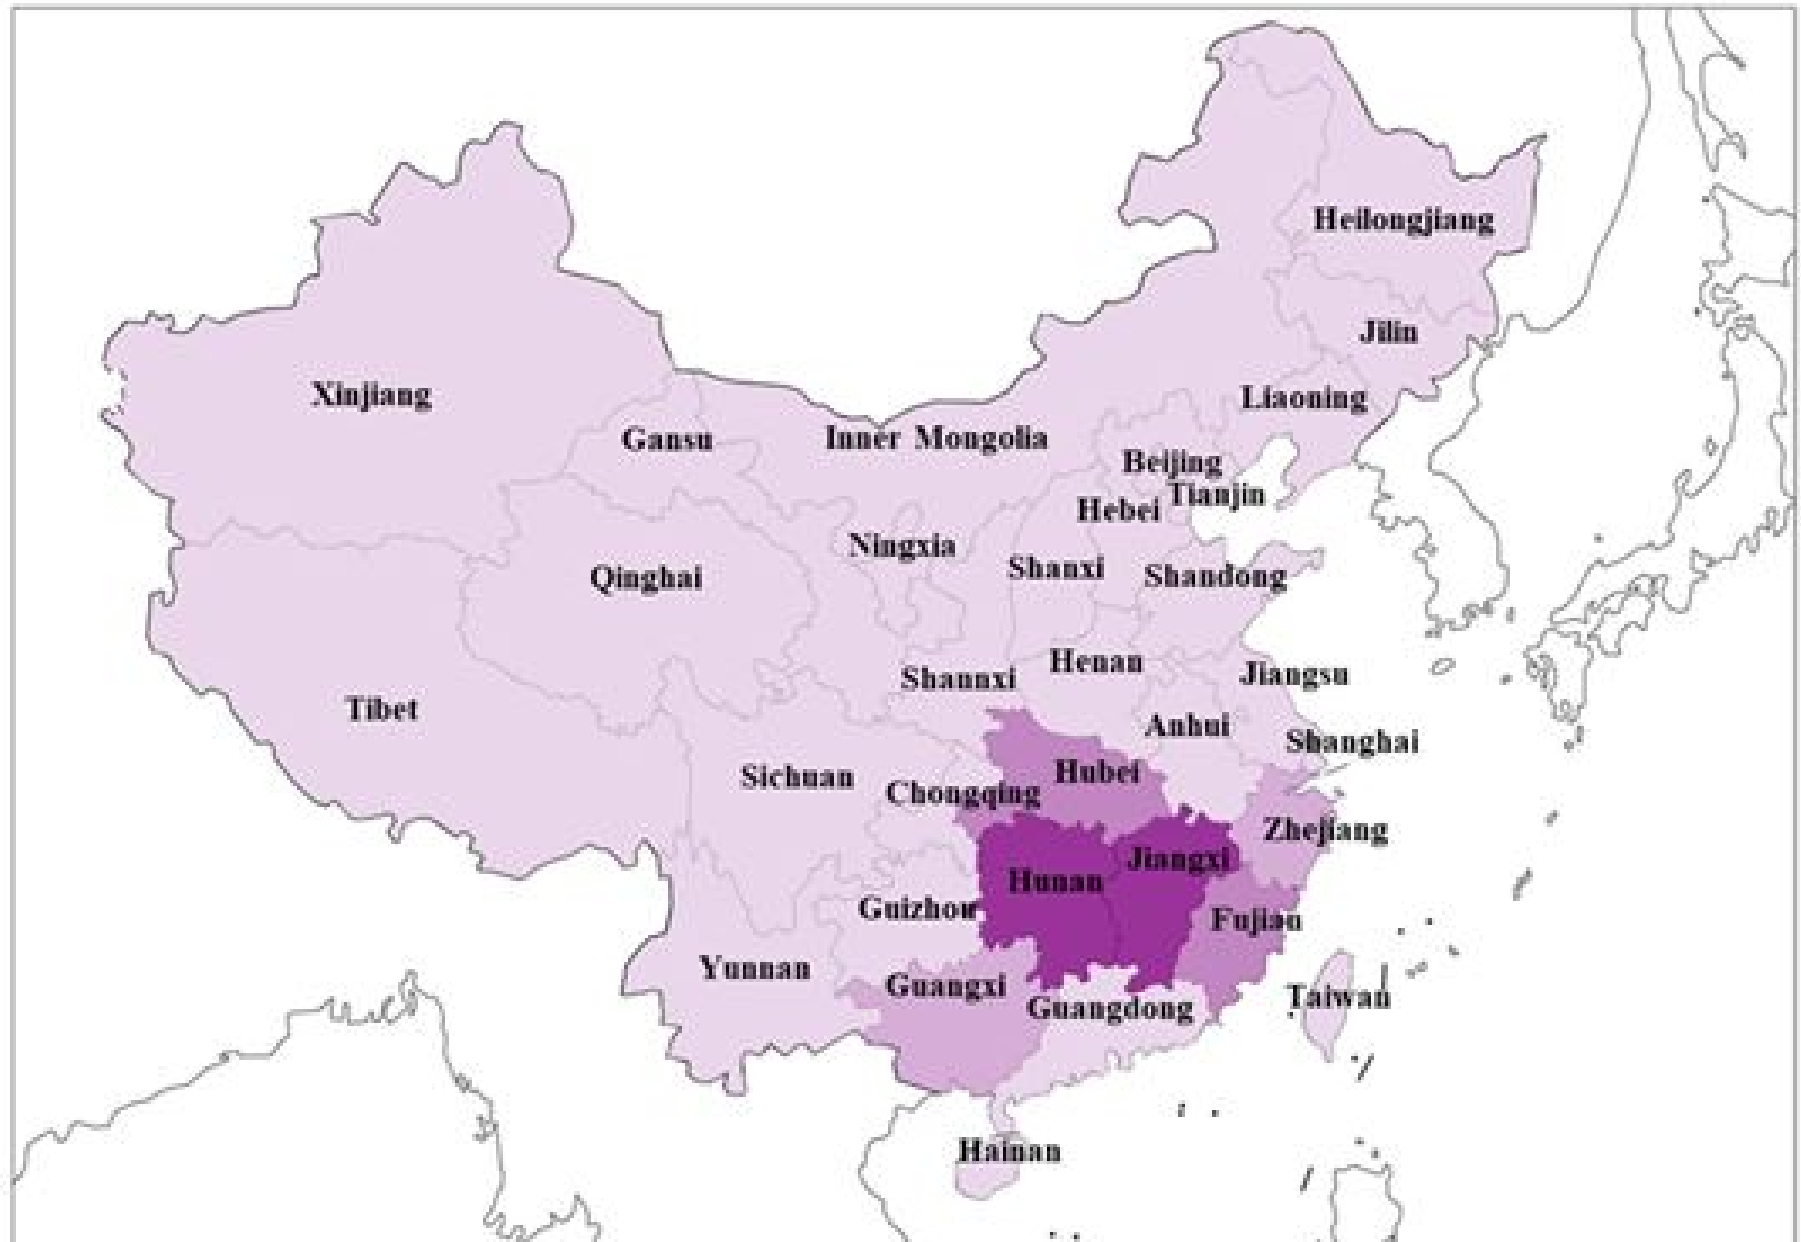 Heilongjiang
Jilin
Xinjiang
Liaoning
Gansu
Inner Mongolia
Beijing
Tianjin
Hebei
Ningxia
Shanxi
Qinghai
Shandong
Henan
Shannxi
Jiangsu
Tibet
Anhui
Shanghai
Hubei
Sichuan
Chongqing
Zhejiang
Jiangxi
Hunan
Guizhou
Fujian
Yunnan
Guangxi
Taiwan
Guangdong
Hainan